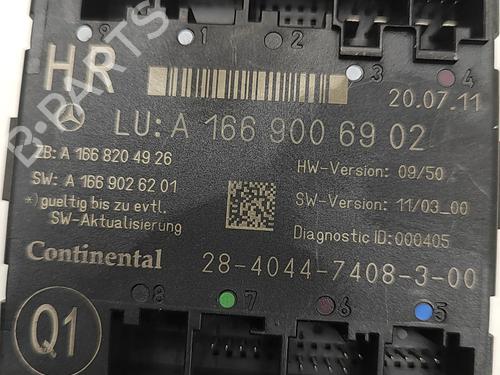 9 1 2
HR
3 4
20.07.11
LU: A 166 900 69 02
ZB: A 166 820 49 26
HW-Version: 09/50
SW: A 166 902 62 01
*)gueltig bis zu evtl.
SW-Version: 11/03_00
SW-Aktualisierung
Diagnostic ID: 000405
Continental 28-4044-7408-3-00
8 7 6 5
Q1
B-PARTS